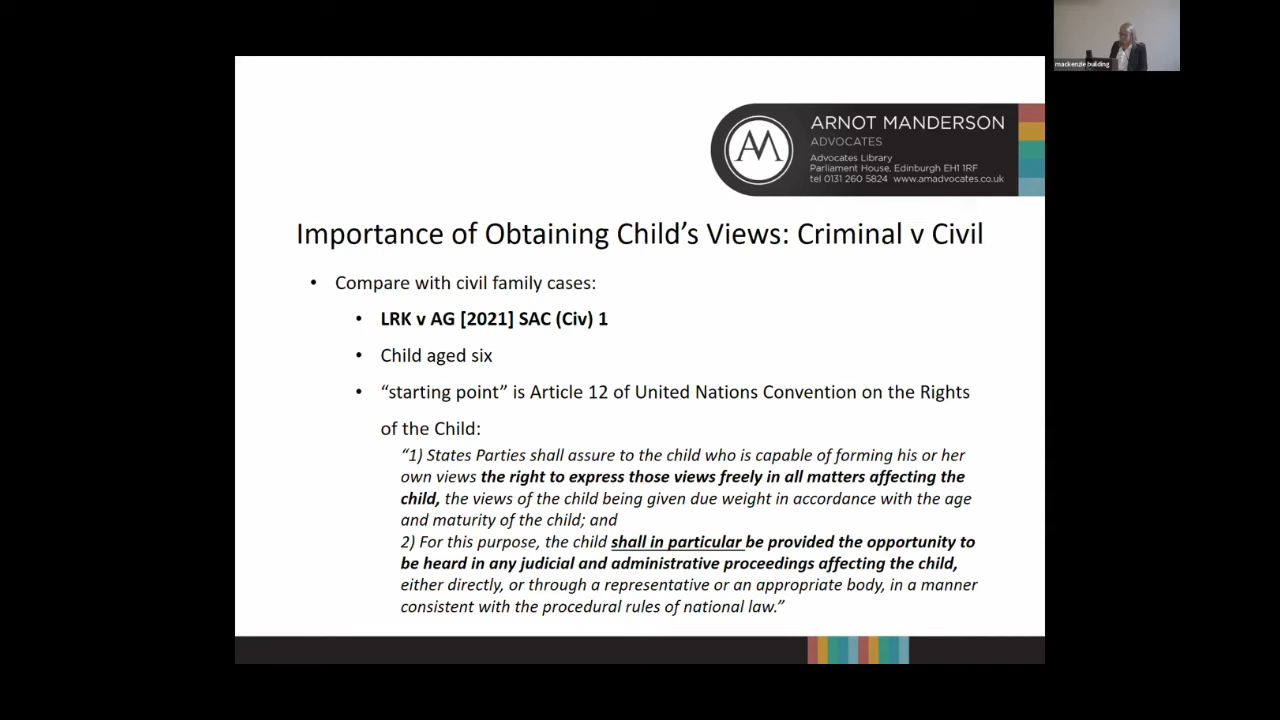 mackenzie building
AM
ARNOT MANDERSON
ADVOCATES
Advocates Library
Parliament House, Edinburgh EH1 1RF
tel 0131 260 5824 www.amadvocates.co.uk
Importance of Obtaining Child’s Views: Criminal v Civil
• Compare with civil family cases:
• LRK v AG [2021] SAC (Civ) 1
• Child aged six
• “starting point” is Article 12 of United Nations Convention on the Rights
of the Child:
“1) States Parties shall assure to the child who is capable of forming his or her
own views the right to express those views freely in all matters affecting the
child, the views of the child being given due weight in accordance with the age
and maturity of the child; and
2) For this purpose, the child shall in particular be provided the opportunity to
be heard in any judicial and administrative proceedings affecting the child,
either directly, or through a representative or an appropriate body, in a manner
consistent with the procedural rules of national law.”